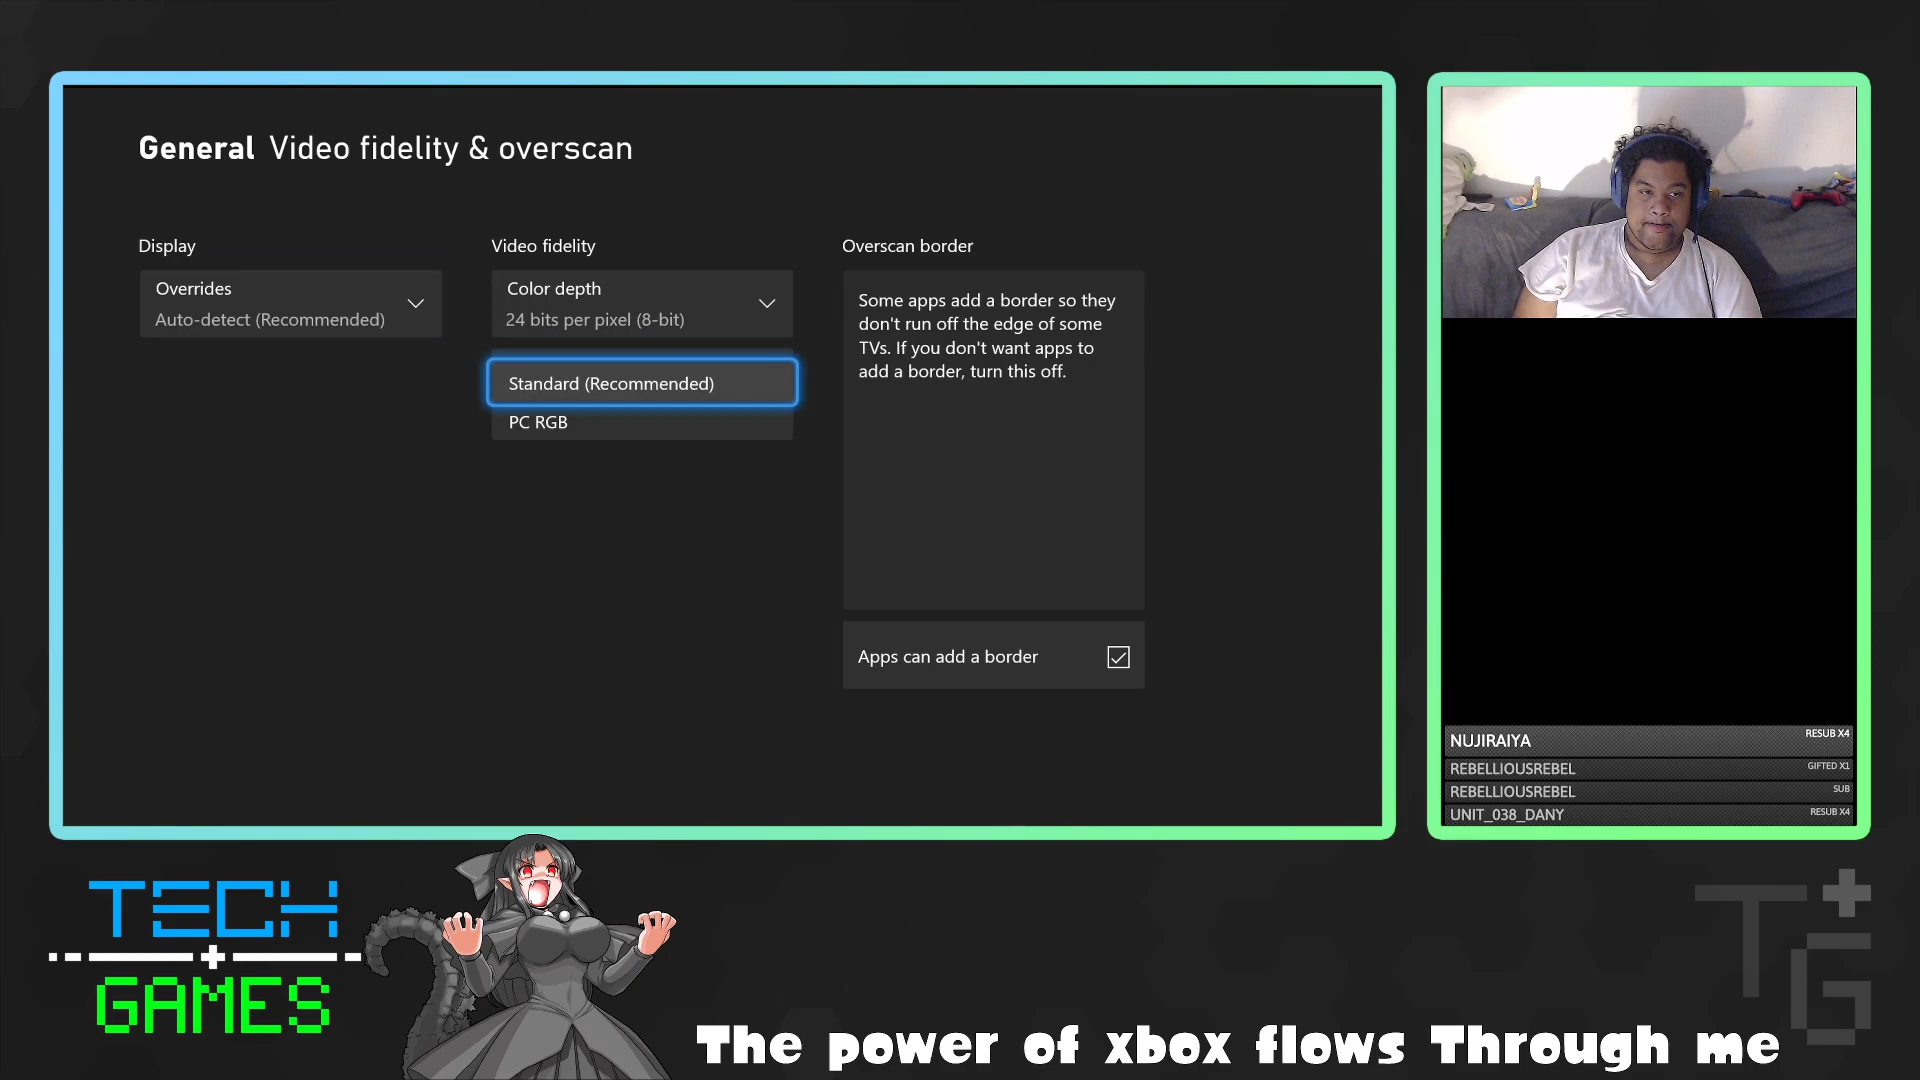 General Video fidelity & overscan
Display
Overrides
Auto-detect (Recommended)
Video fidelity
Color depth
24 bits per pixel (8-bit)
Standard (Recommended)
PC RGB
Overscan border
Some apps add a border so they
don't run off the edge of some
TVs. If you don't want apps to
add a border, turn this off.
Apps can add a border
NUJIRAIYA RESUB X4
REBELLIOUSREBEL GIFTED X1
REBELLIOUSREBEL SUB
UNIT_038_DANY RESUB X4
TECH
GAMES
The power of xbox flows Through me
T+G